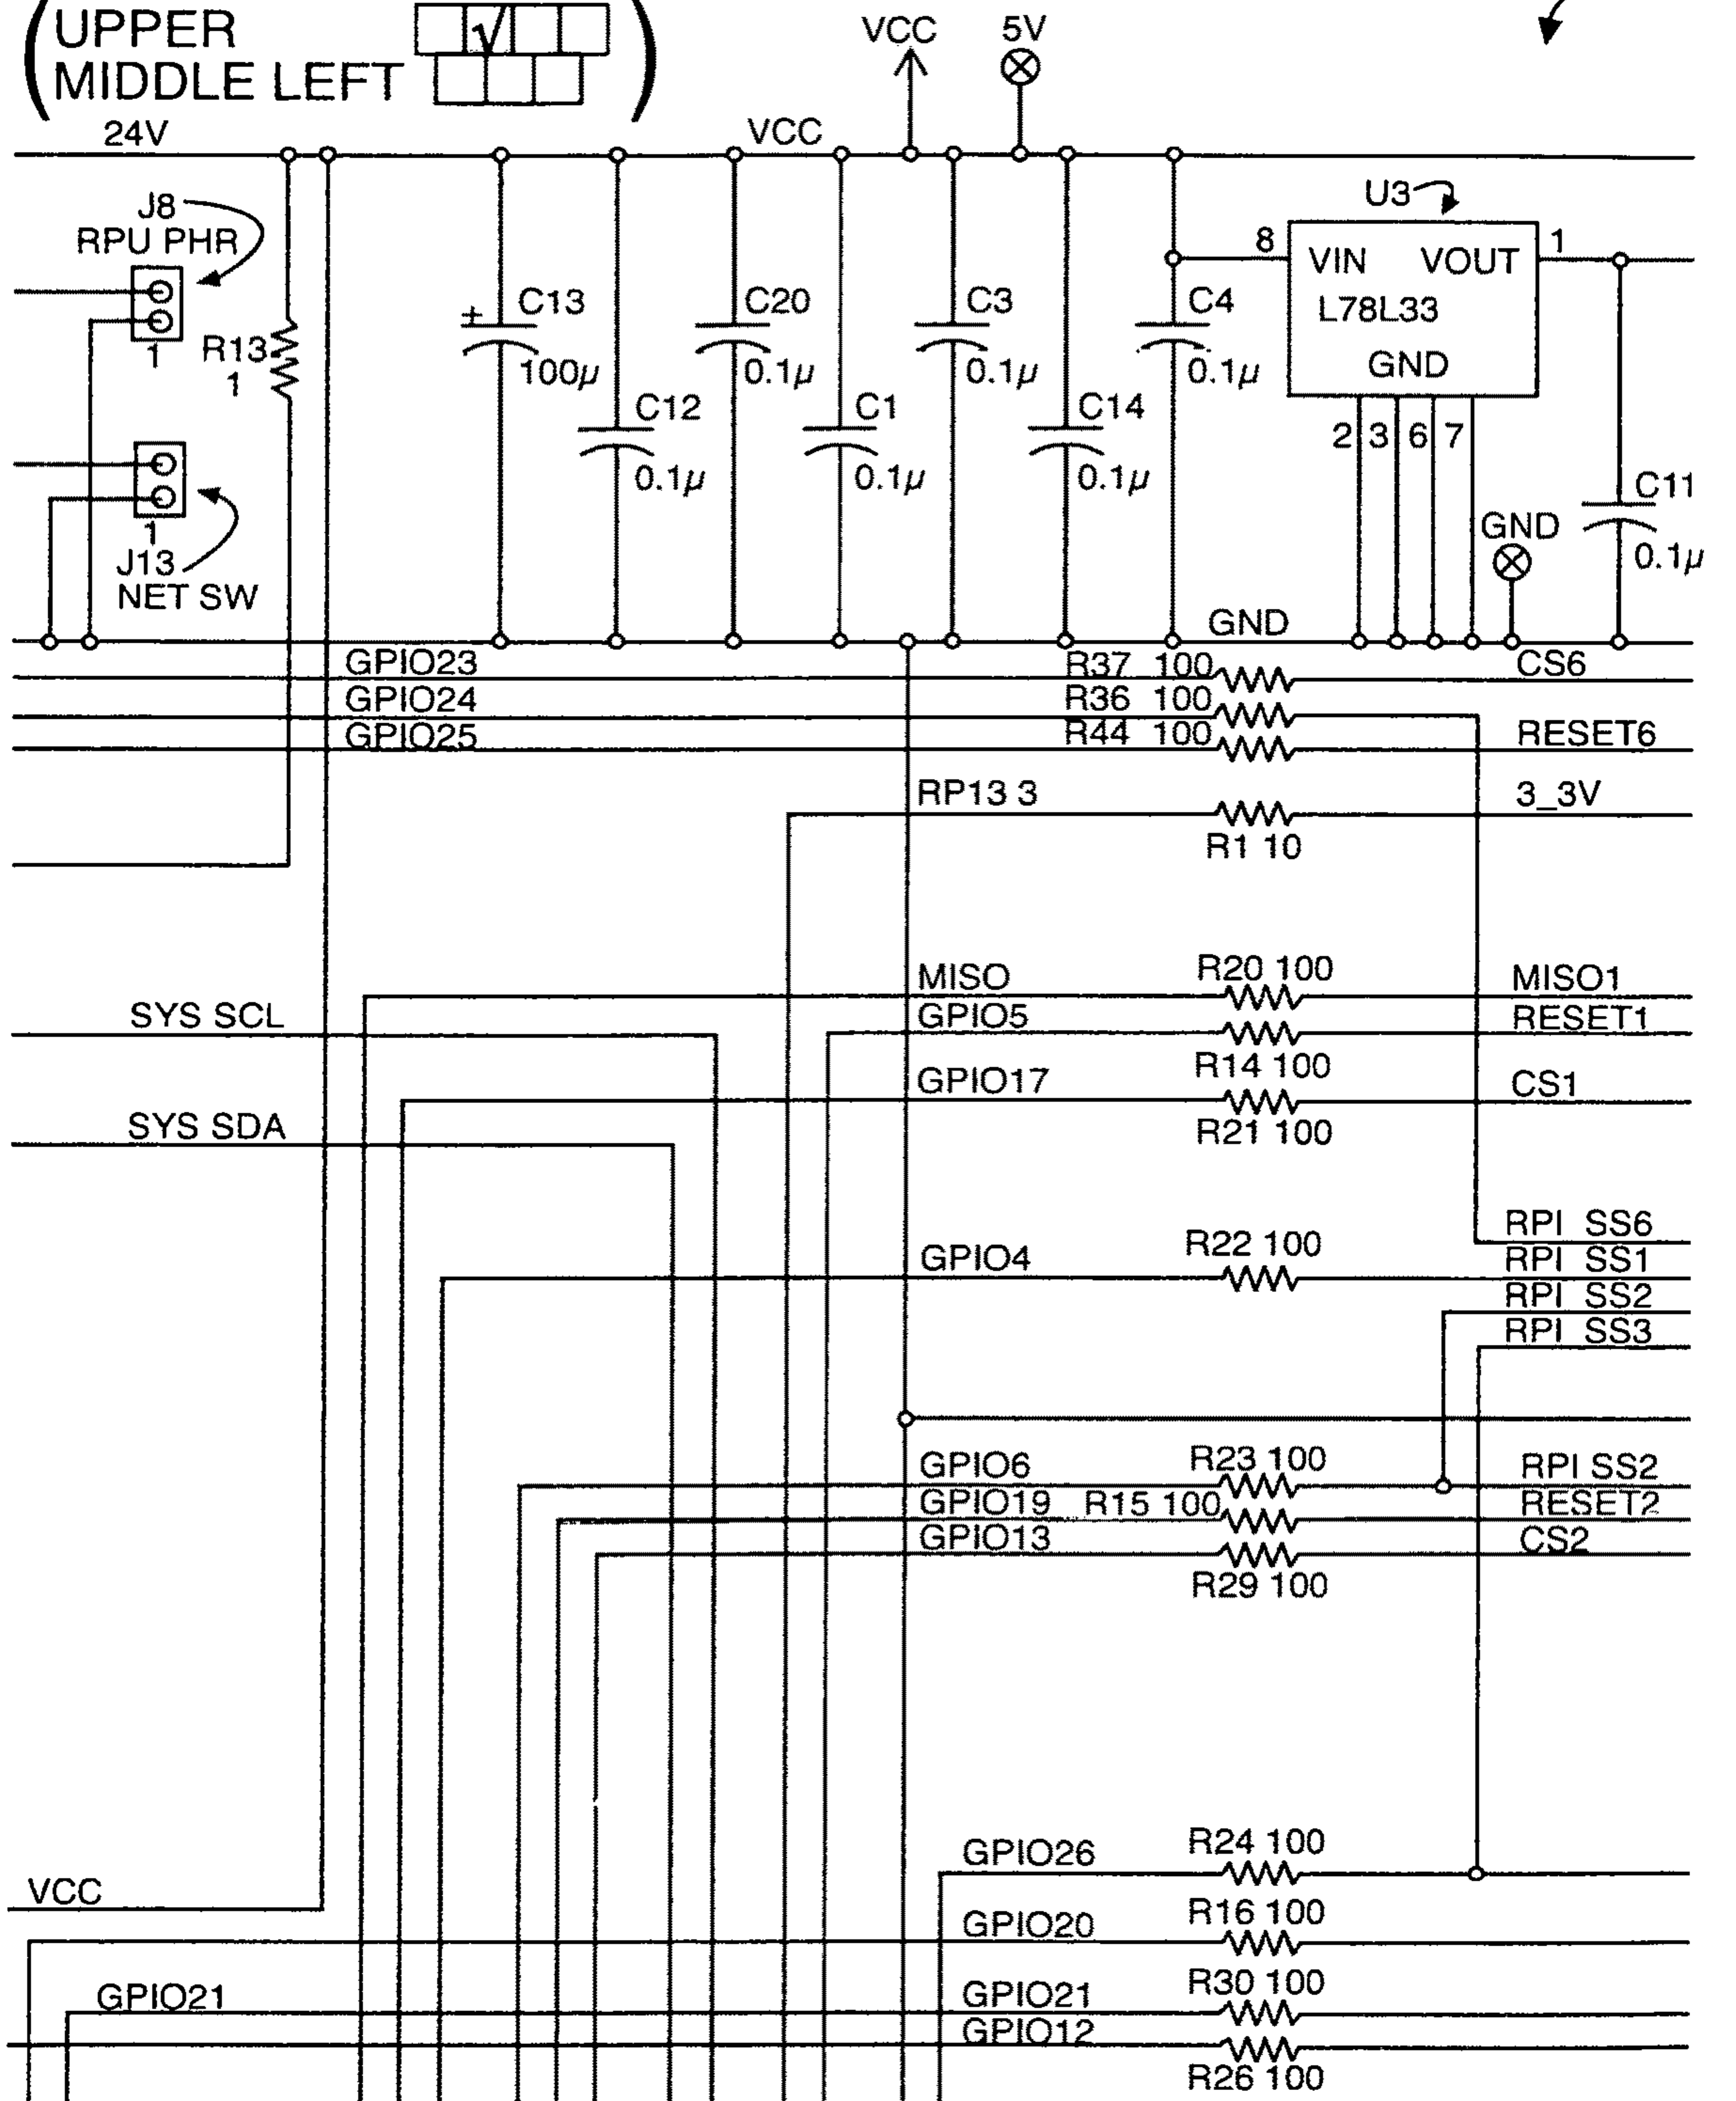 UPPER
MIDDLE LEFT
√
VCC
5V
24V
VCC
J8
RPU PHR
1
R13
1
J13
1
NET SW
+
C13
100μ
C12
0.1μ
C20
0.1μ
C1
0.1μ
C3
0.1μ
C14
0.1μ
C4
0.1μ
U3
8
VIN VOUT
1
L78L33
GND
2 3 6 7
GND
C11
0.1μ
GND
GPIO23 R37 100 CS6
GPIO24 R36 100
GPIO25 R44 100 RESET6
RP13 3 3_3V
R1 10
MISO R20 100 MISO1
SYS SCL GPIO5 RESET1
R14 100
GPIO17 CS1
SYS SDA R21 100
RPI SS6
GPIO4 R22 100 RPI SS1
RPI SS2
RPI SS3
GPIO6 R23 100 RPI SS2
GPIO19 R15 100 RESET2
GPIO13 CS2
R29 100
GPIO26 R24 100
VCC
GPIO20 R16 100
GPIO21 GPIO21 R30 100
GPIO12
R26 100